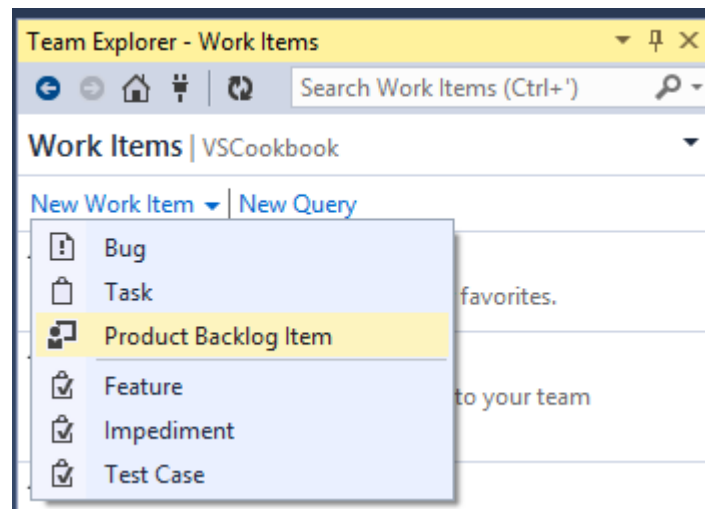 Team Explorer - Work Items
Search Work Items (Ctrl+')
Work Items | VSCookbook
New Work Item | New Query
Bug
Task
favorites.
Product Backlog Item
Feature
to your team
Impediment
Test Case